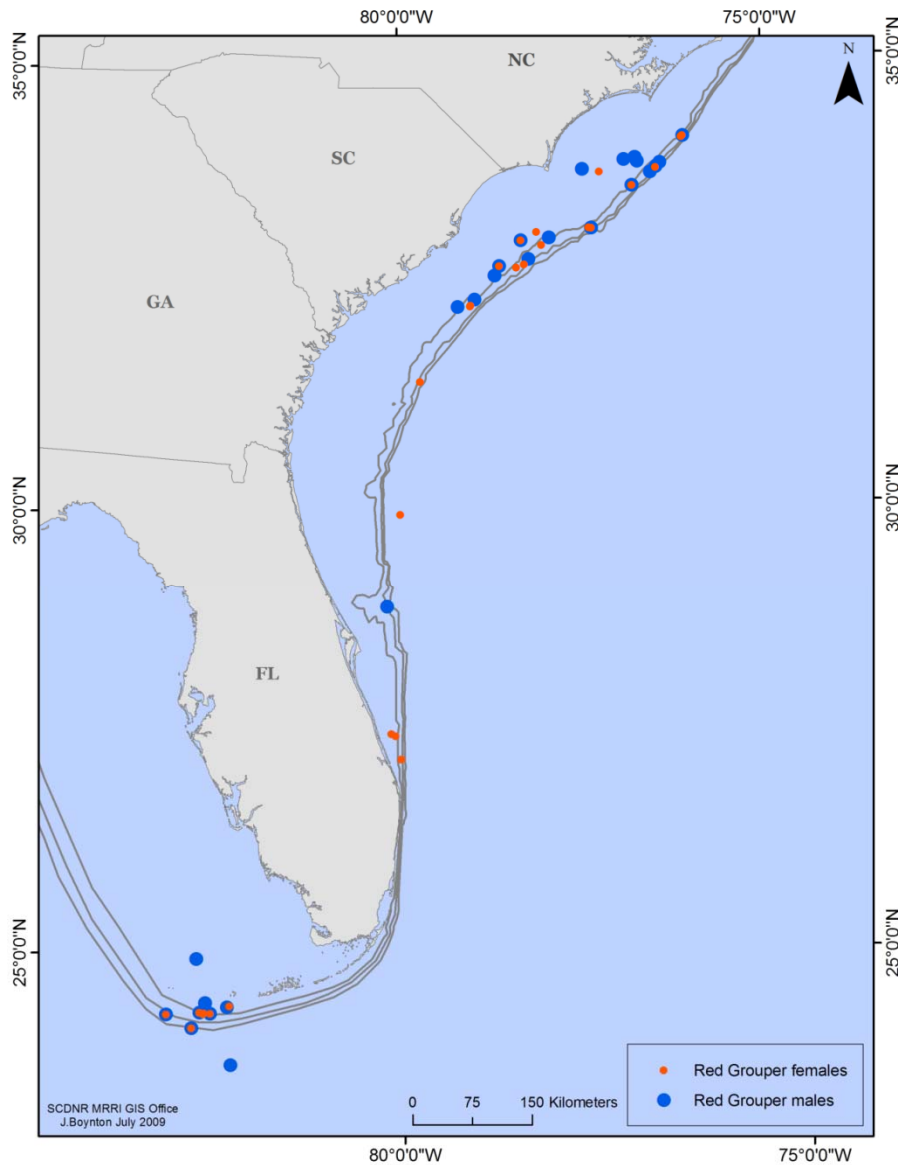 80°0'0"W 75°0'0"W
35°0'0"N NC N 35°0'0"N
SC
GA
30°0'0"N 30°0'0"N
FL
25°0'0"N 25°0'0"N
Red Grouper females
Red Grouper males
SCDNR MRRI GIS Office
J.Boynton July 2009
0 75 150 Kilometers
80°0'0"W 75°0'0"W